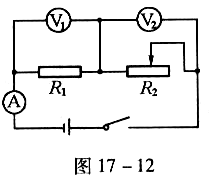 V₁ V₂
R₁ R₂
A
图 17-12